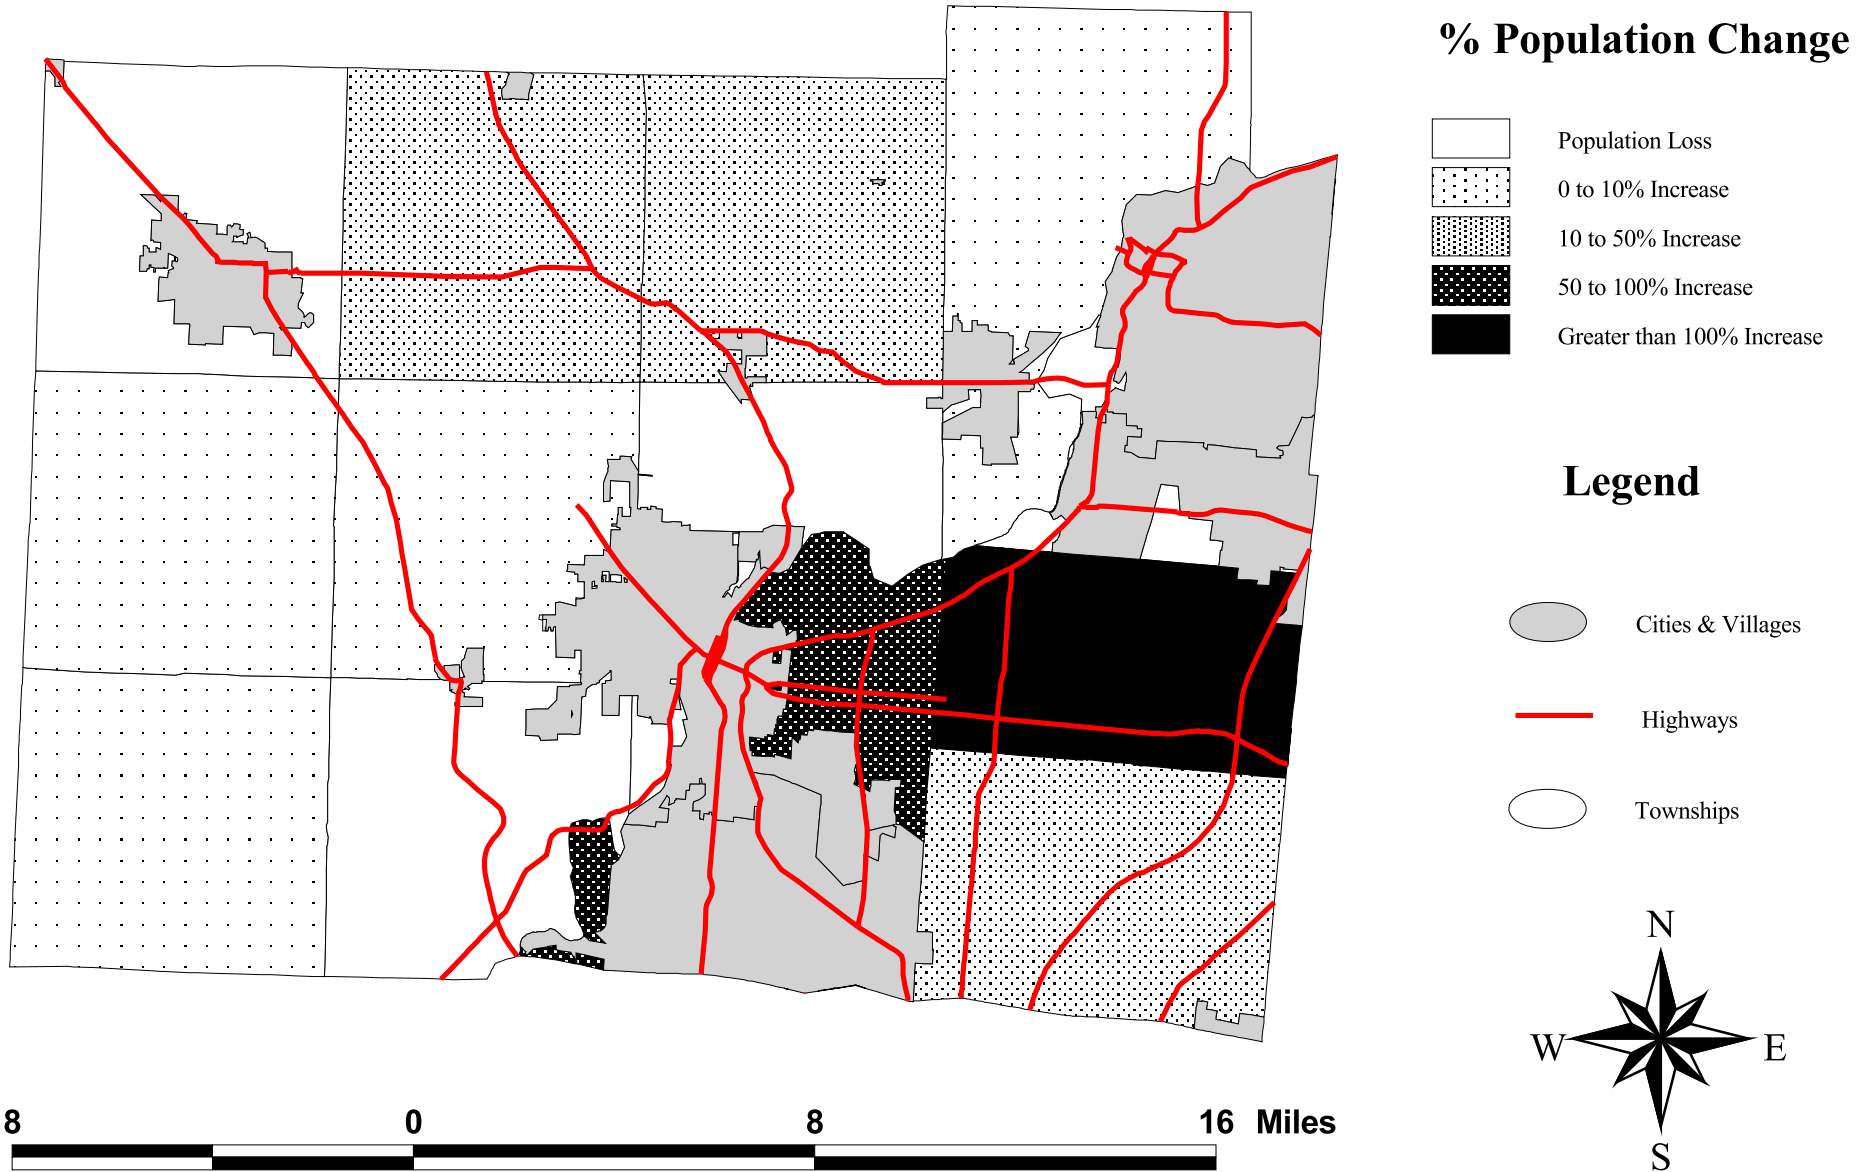 % Population Change
Population Loss
0 to 10% Increase
10 to 50% Increase
50 to 100% Increase
Greater than 100% Increase
Legend
Cities & Villages
Highways
Townships
N
W E
S
8 0 8 16 Miles